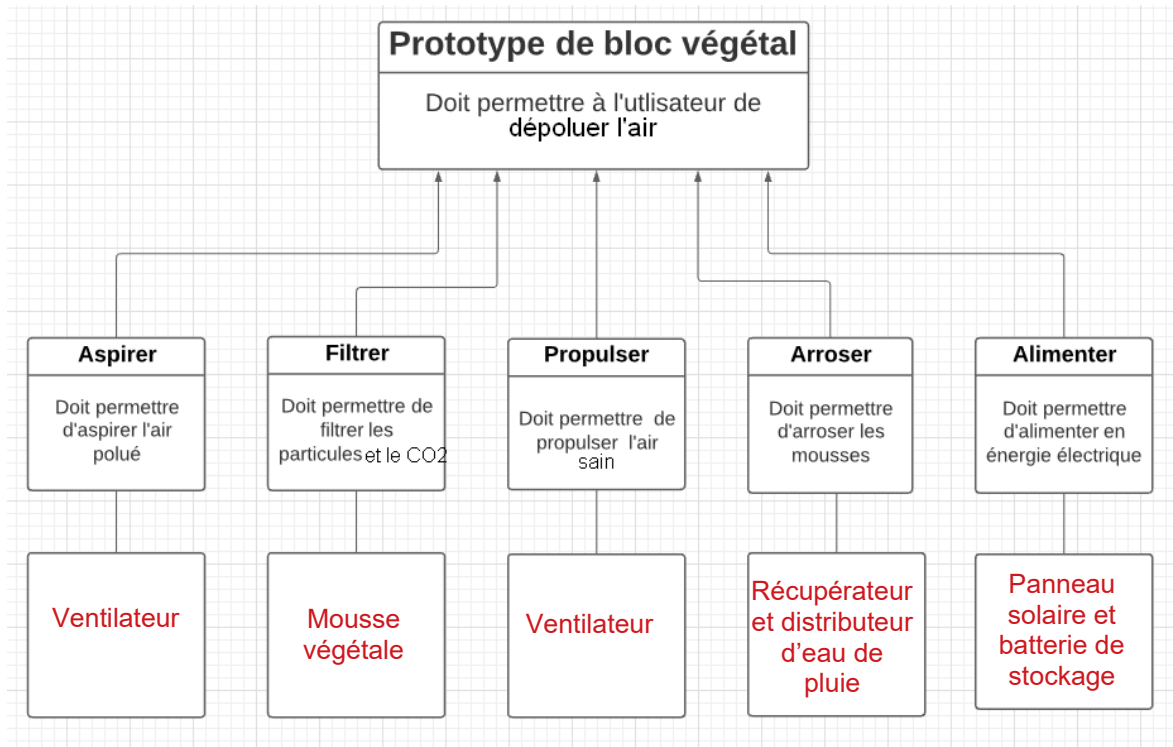 Prototype de bloc végétal
Doit permettre à l'utlisateur de
dépoluer l'air
Aspirer
Doit permettre
d'aspirer l'air
polué
Filtrer
Doit permettre de
filtrer les
particules et le CO2
Propulser
Doit permettre de
propulser l'air
sain
Arroser
Doit permettre
d'arroser les
mousses
Alimenter
Doit permettre
d'alimenter en
énergie électrique
Ventilateur
Mousse
végétale
Ventilateur
Récupérateur
et distributeur
d’eau de
pluie
Panneau
solaire et
batterie de
stockage